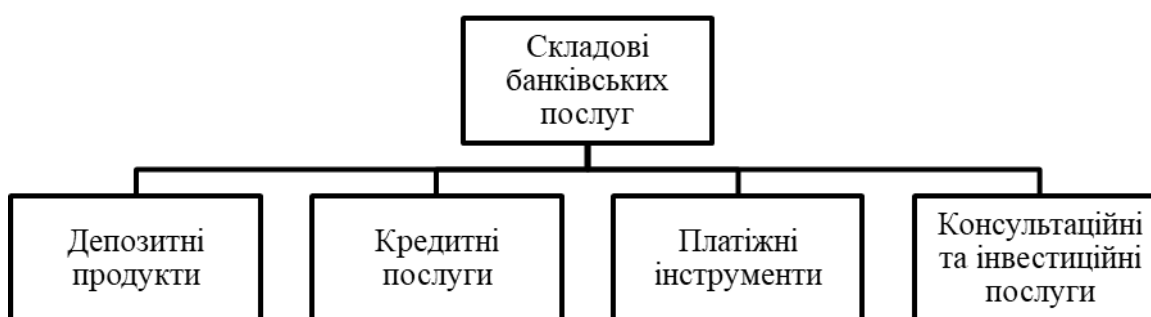 Складові
банківських
послуг
Депозитні
продукти
Кредитні
послуги
Платіжні
інструменти
Консультаційні
та інвестиційні
послуги